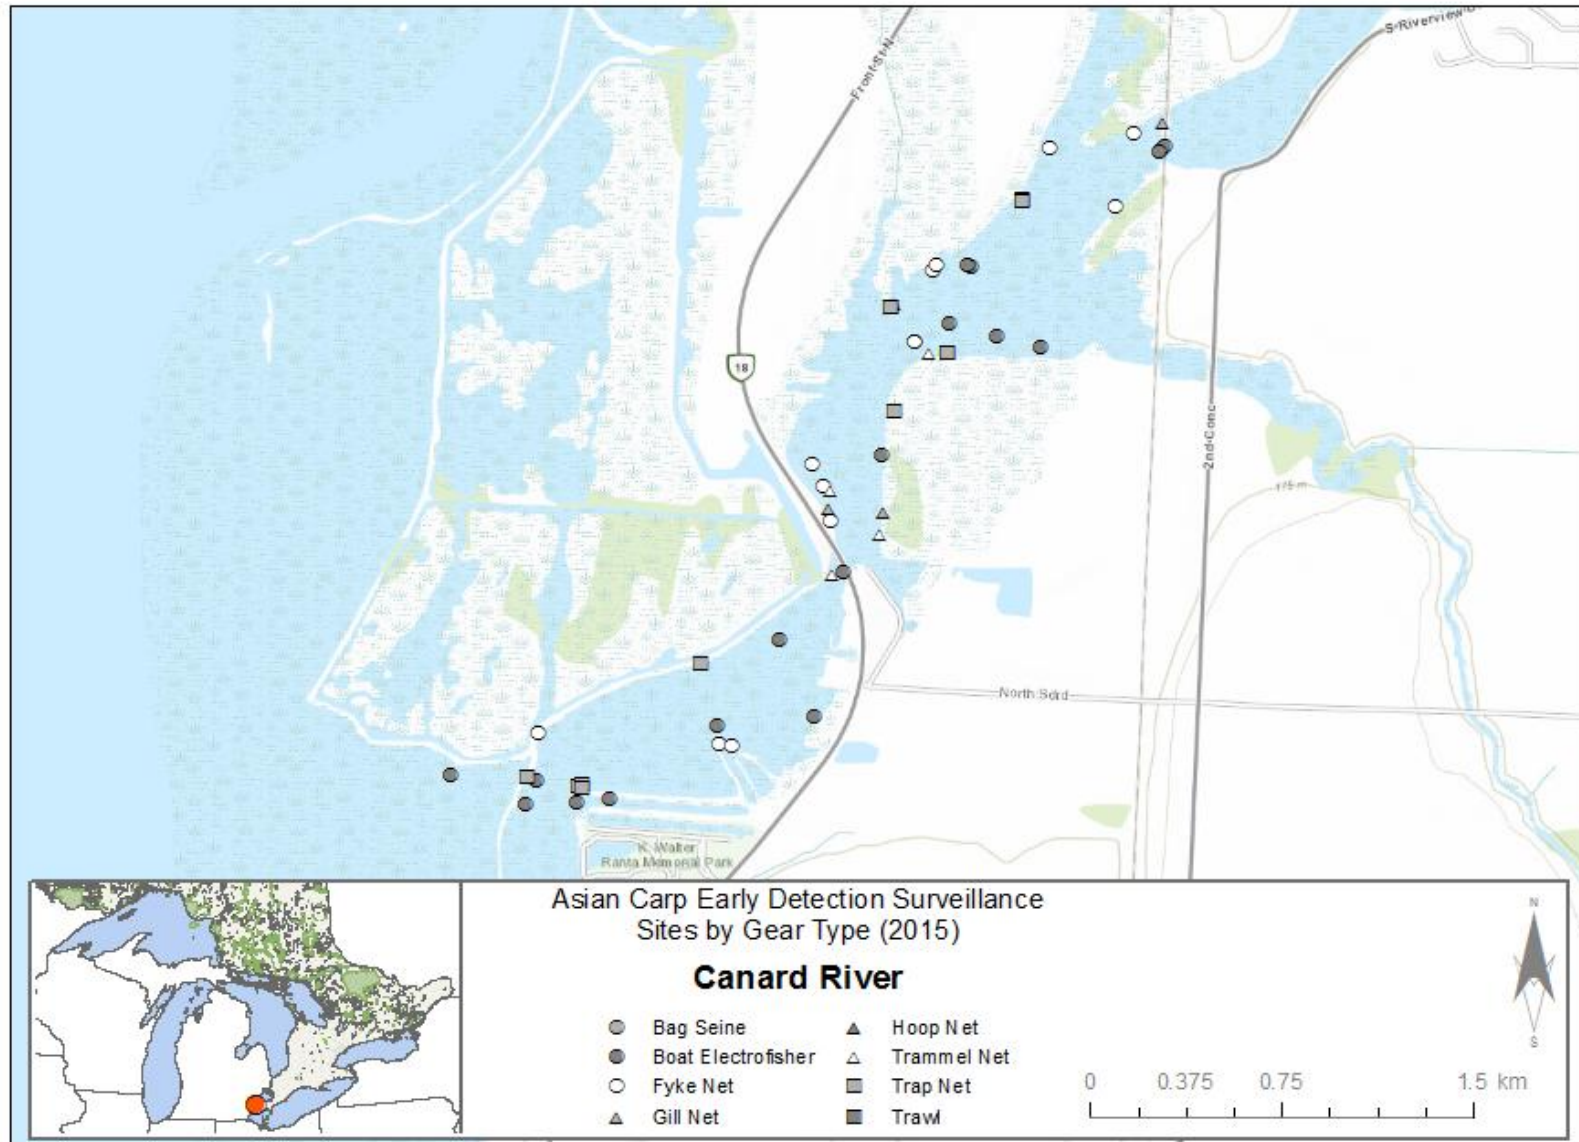 S Riverview D
Front St N
18
2nd Conc
175 m
North Sdrd
K. Walter
Ranta Memorial Park
Asian Carp Early Detection Surveillance
Sites by Gear Type (2015)
Canard River
Bag Seine
Boat Electrofisher
Fyke Net
Gill Net
Hoop Net
Trammel Net
Trap Net
Trawl
0 0.375 0.75 1.5 km
N
S